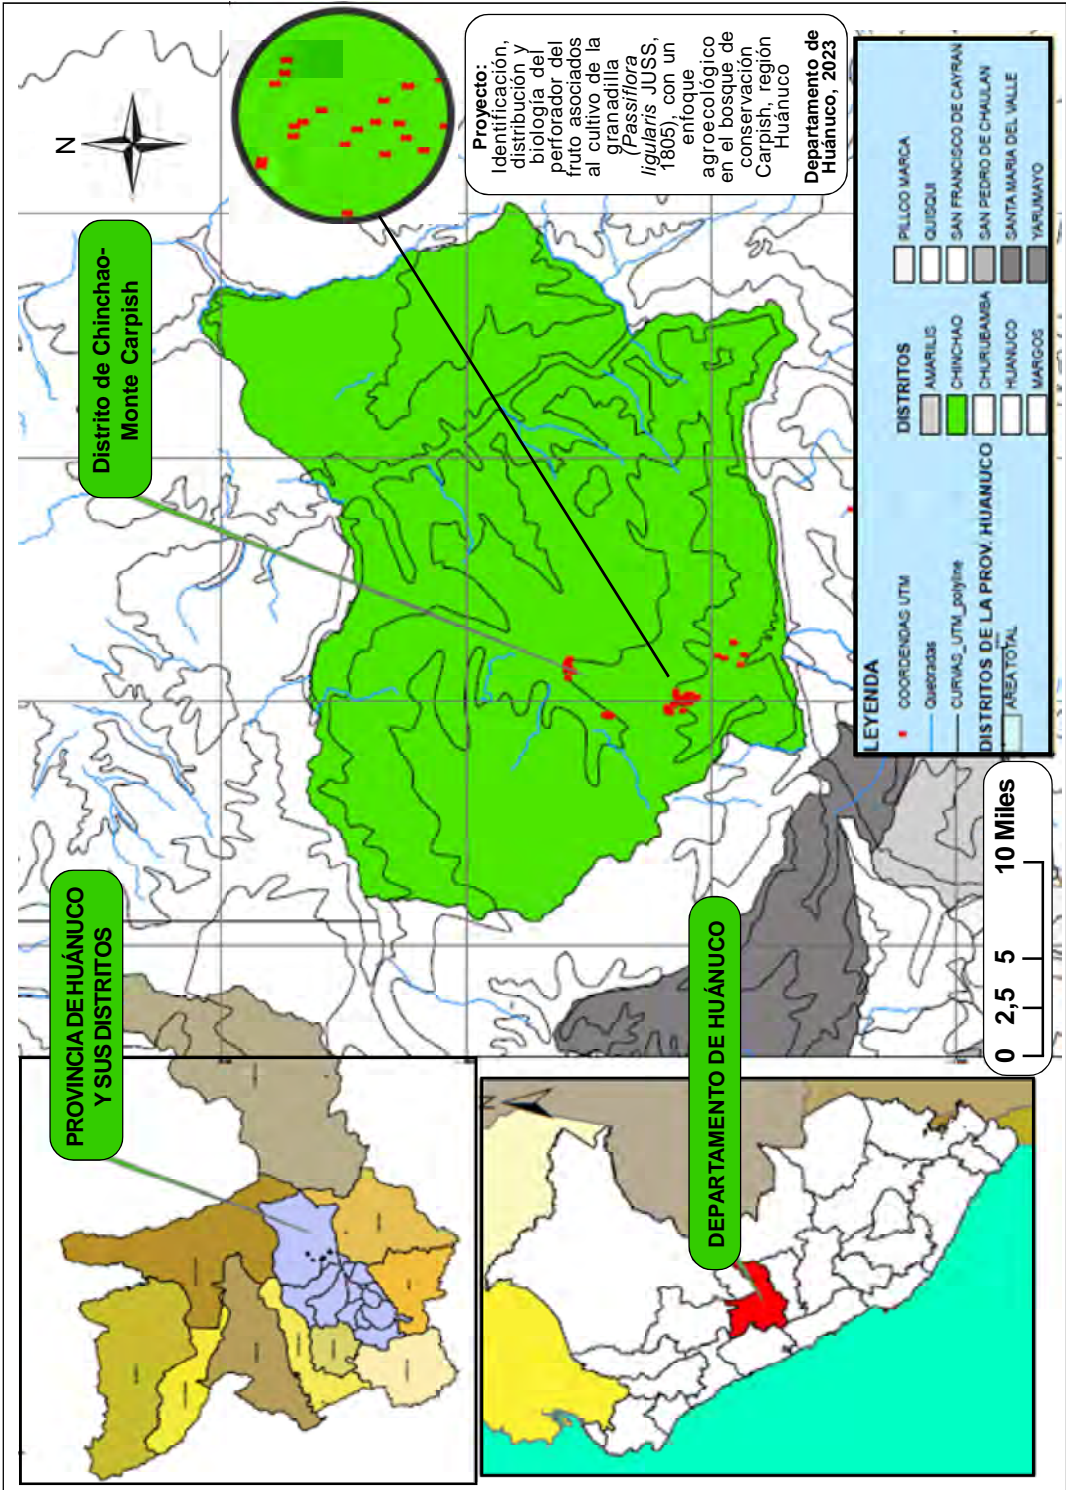 PROVINCIA DE HUÁNUCO
Y SUS DISTRITOS
Distrito de Chinchao-
Monte Carpish
N
Proyecto:
Identificación,
distribución y
biología del
perforador del
fruto asociados
al cultivo de la
granadilla
(Passiflora
ligularis JUSS,
1805), con un
enfoque
agroecológico
en el bosque de
conservación
Carpish, región
Huánuco
Departamento de
Huánuco, 2023
DEPARTAMENTO DE HUÁNUCO
N
0 2,5 5 10 Miles
LEYENDA
COORDENDAS UTM
Quebradas
CURVAS_UTM_polyline
DISTRITOS DE LA PROV. HUANUCO
AREA TOTAL
DISTRITOS
AMARILIS
CHINCHAO
CHURUBAMBA
HUANUCO
MARGOS
PILLCO MARCA
QUISQUI
SAN FRANCISCO DE CAYRAN
SAN PEDRO DE CHAULAN
SANTA MARIA DEL VALLE
YARUMAYO